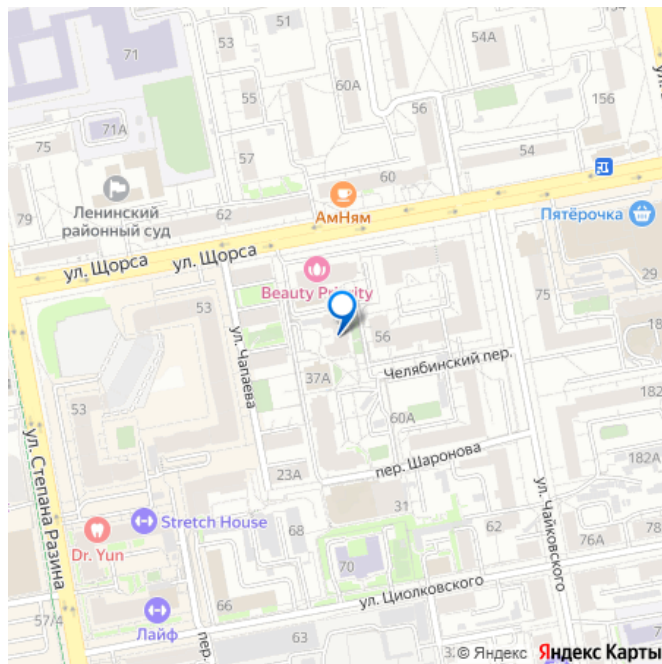 51
154
53
54А
71
60А
55
56
156
71А
75
57
54
60
Ленинский
районный суд
79
62
АмНям
Пятёрочка
ул. Щорса
ул. Щорса
29
Beauty Priority
53
75
56
ул. Чапаева
Челябинский пер.
37А
53
60А
182
ул. Степана Разина
пер. Шаронова
182А
23А
31
Stretch House
68
62
ул. Чайковского
78
76А
Dr. Yun
70
66
ул. Циолковского
57/4
Лайф
пер.
63
© Яндекс Яндекс Карты